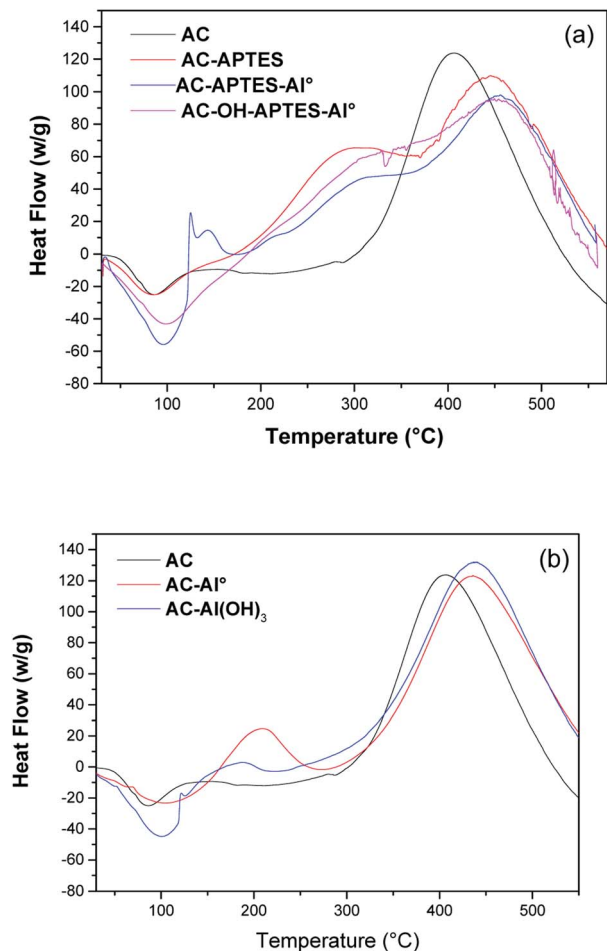 (a)
AC
AC-APTES
AC-APTES-Al°
AC-OH-APTES-Al°
140
120
100
80
60
40
20
0
-20
-40
-60
-80
Heat Flow (w/g)
100
200
300
400
500
Temperature (°C)
(b)
AC
AC-Al°
AC-Al(OH)₃
140
120
100
80
60
40
20
0
-20
-40
-60
-80
Heat Flow (w/g)
100
200
300
400
500
Temperature (°C)